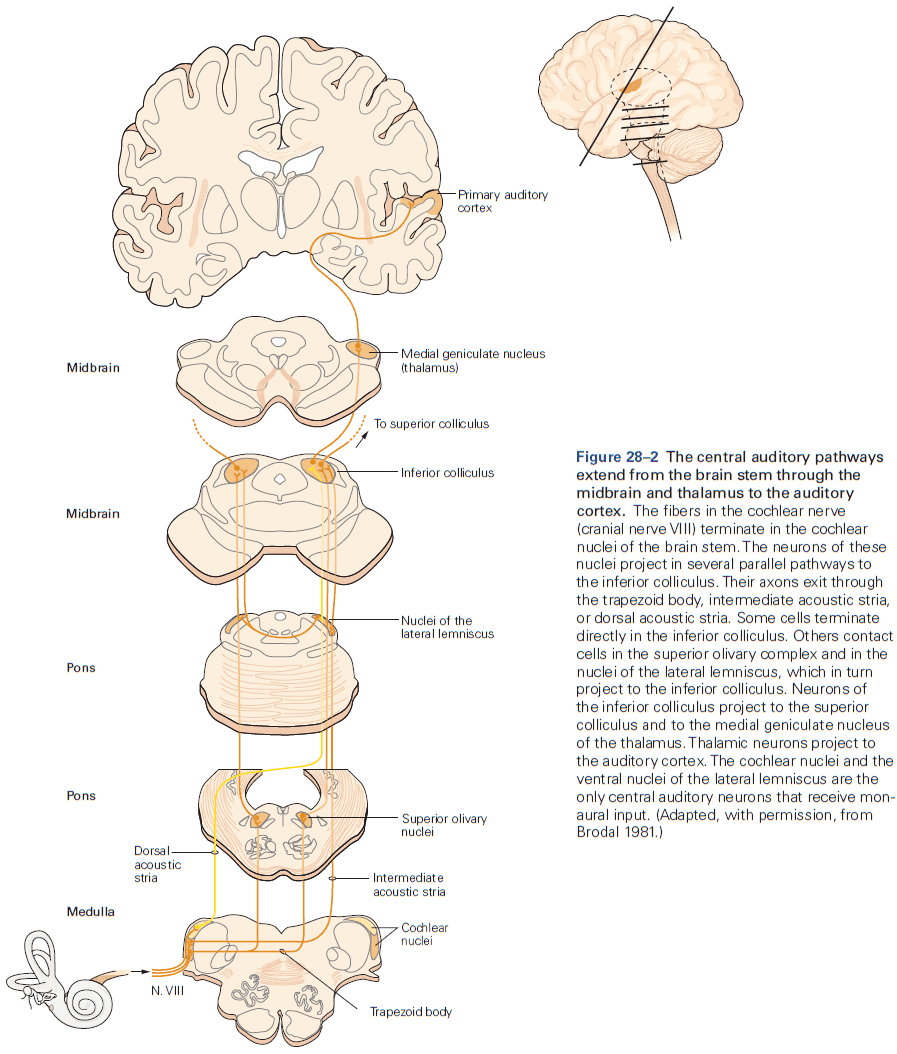 Primary auditory
cortex
Midbrain
Medial geniculate nucleus
(thalamus)
To superior colliculus
Inferior colliculus
Midbrain
Nuclei of the
lateral lemniscus
Pons
Pons
Superior olivary
nuclei
Dorsal
acoustic
stria
Intermediate
acoustic stria
Medulla
Cochlear
nuclei
N. VIII
Trapezoid body
Figure 28–2 The central auditory pathways
extend from the brain stem through the
midbrain and thalamus to the auditory
cortex. The fibers in the cochlear nerve
(cranial nerve VIII) terminate in the cochlear
nuclei of the brain stem. The neurons of these
nuclei project in several parallel pathways to
the inferior colliculus. Their axons exit through
the trapezoid body, intermediate acoustic stria,
or dorsal acoustic stria. Some cells terminate
directly in the inferior colliculus. Others contact
cells in the superior olivary complex and in the
nuclei of the lateral lemniscus, which in turn
project to the inferior colliculus. Neurons of
the inferior colliculus project to the superior
colliculus and to the medial geniculate nucleus
of the thalamus. Thalamic neurons project to
the auditory cortex. The cochlear nuclei and the
ventral nuclei of the lateral lemniscus are the
only central auditory neurons that receive mon-
aural input. (Adapted, with permission, from
Brodal 1981.)